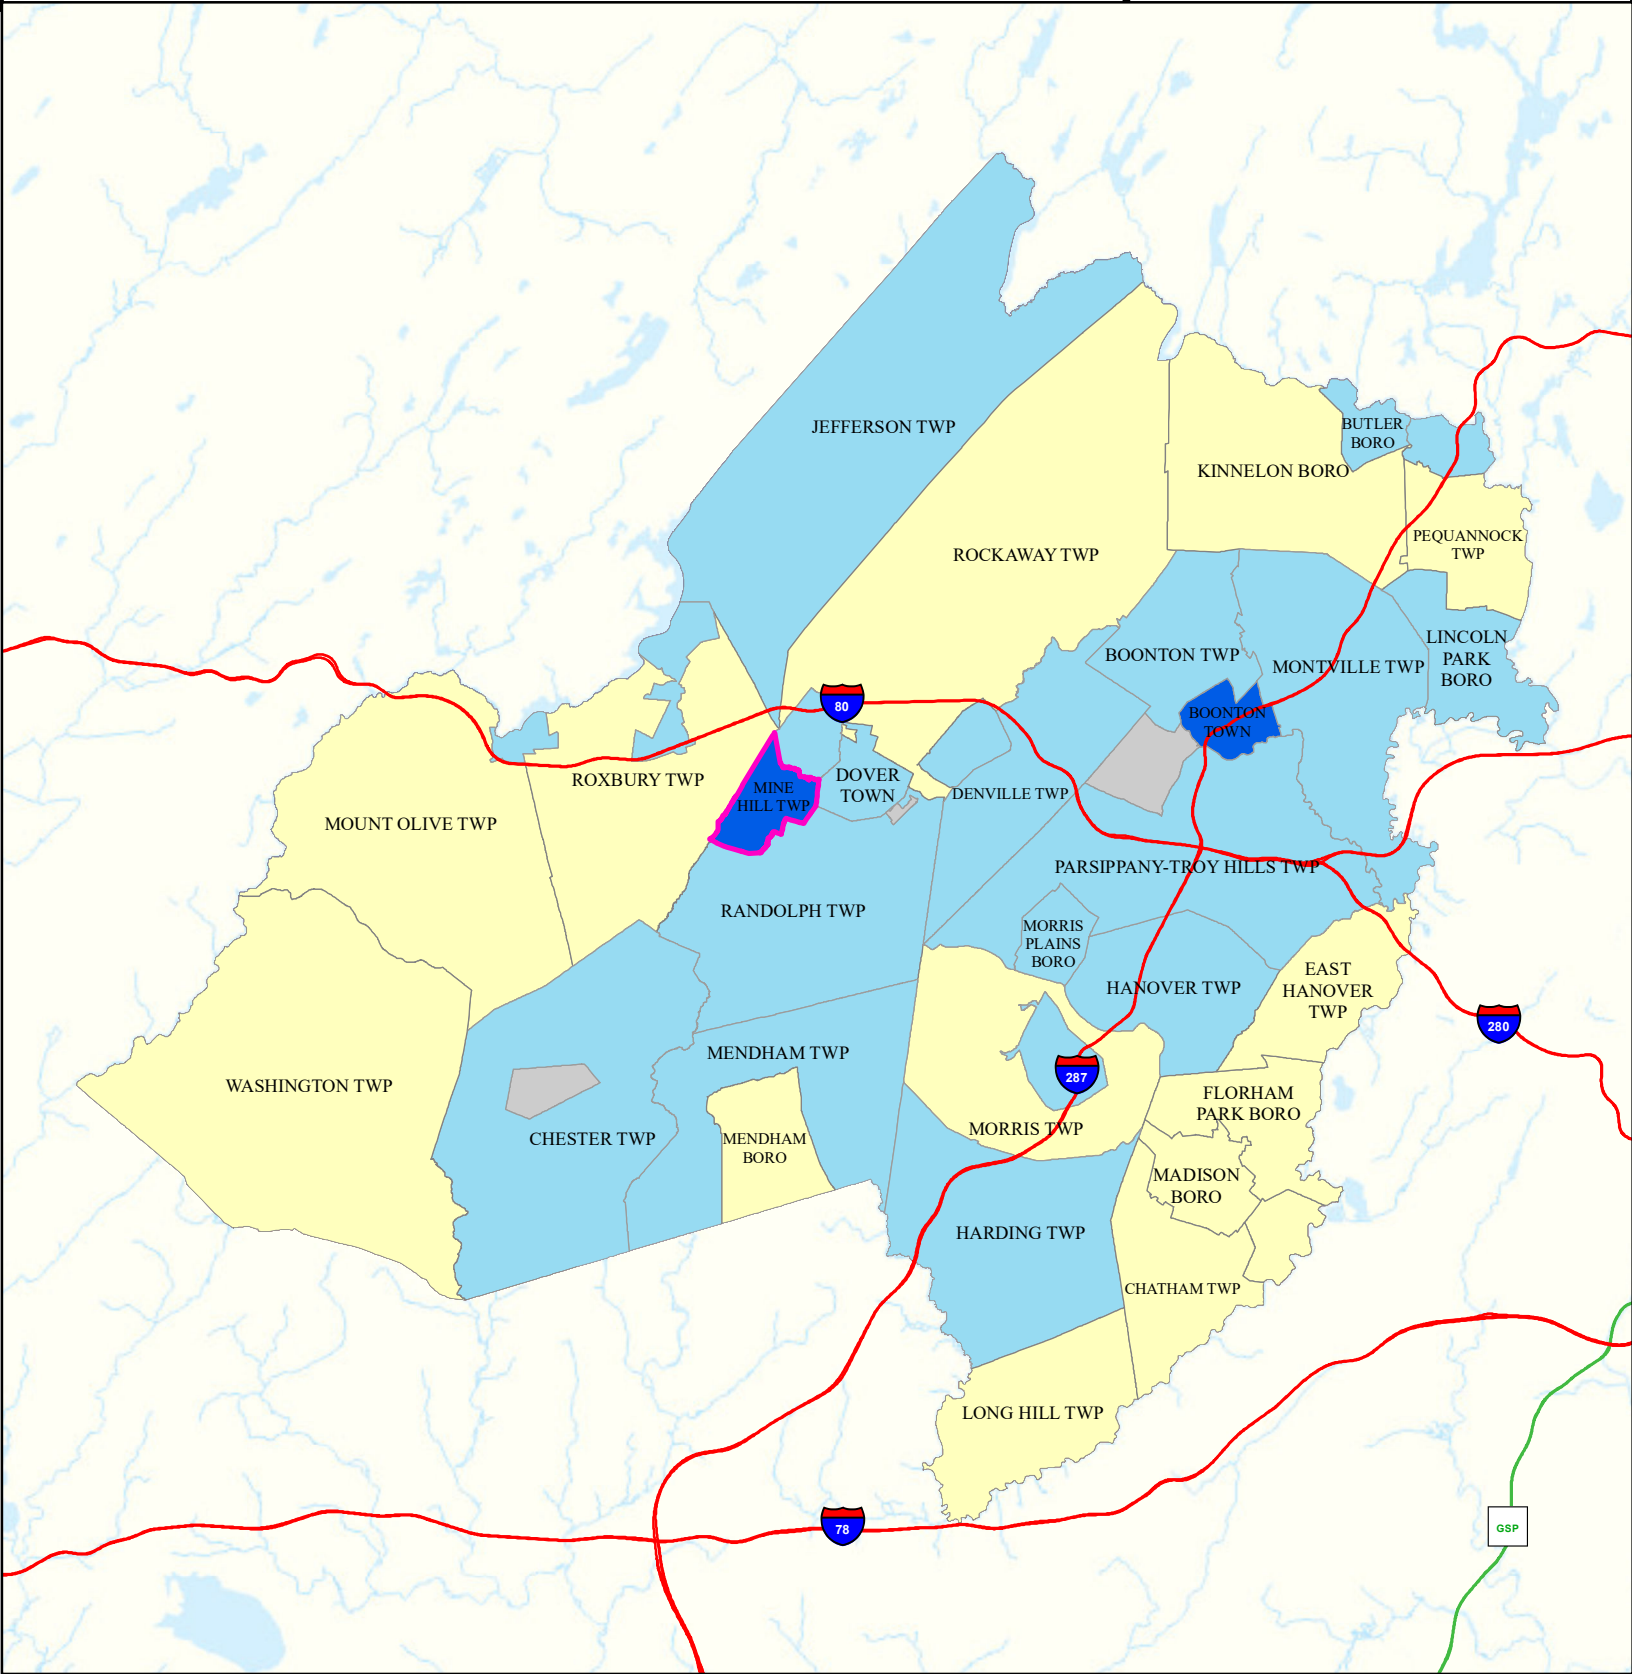 JEFFERSON TWP
BUTLER
BORO
KINNELON BORO
PEQUANNOCK
TWP
ROCKAWAY TWP
BOONTON TWP
MONTVILLE TWP
LINCOLN
PARK
BORO
80
BOONTON
TOWN
ROXBURY TWP
MINE
HILL TWP
DOVER
TOWN
DENVILLE TWP
MOUNT OLIVE TWP
PARSIPPANY-TROY HILLS TWP
RANDOLPH TWP
MORRIS
PLAINS
BORO
EAST
HANOVER
TWP
HANOVER TWP
280
MENDHAM TWP
287
WASHINGTON TWP
FLORHAM
PARK BORO
MORRIS TWP
CHESTER TWP
MENDHAM
BORO
MADISON
BORO
HARDING TWP
CHATHAM TWP
LONG HILL TWP
78
GSP